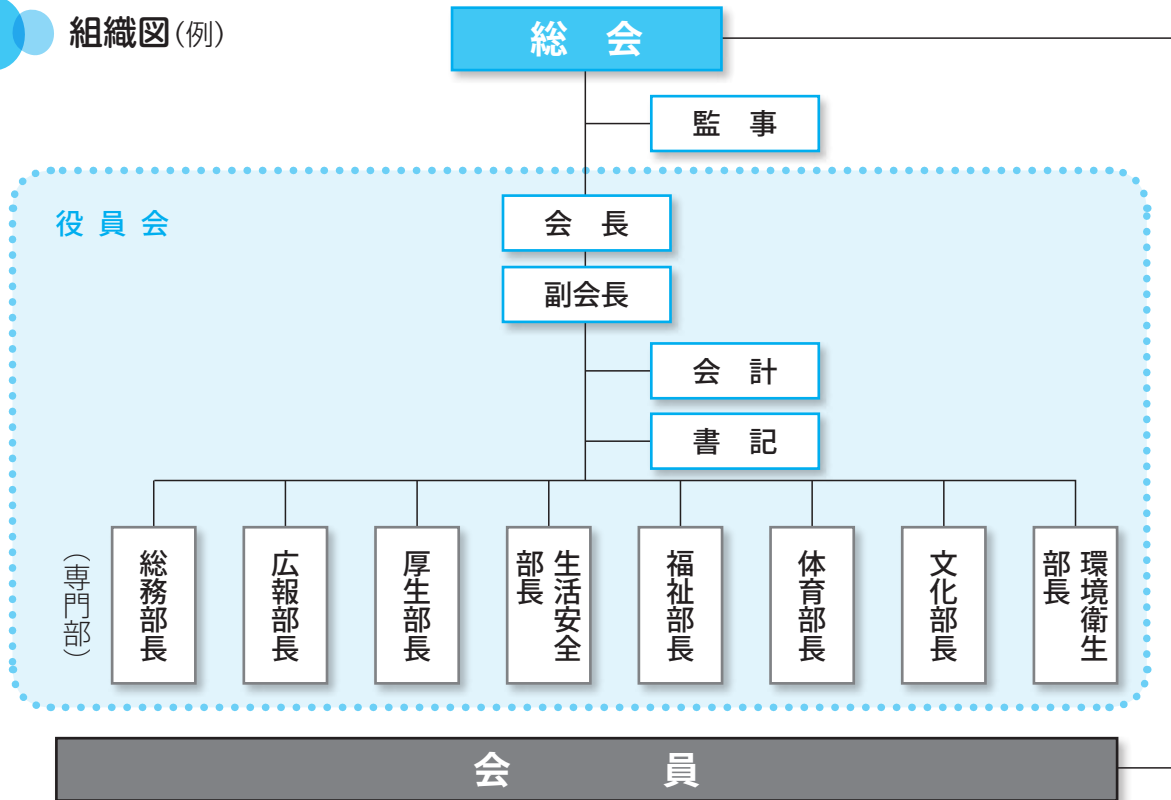 組織図(例)
総 会
監 事
役員会
会 長
副会長
会 計
書 記
(専門部)
総務部長
広報部長
厚生部長
生活安全
部長
福祉部長
体育部長
文化部長
環境衛生
部長
会 員